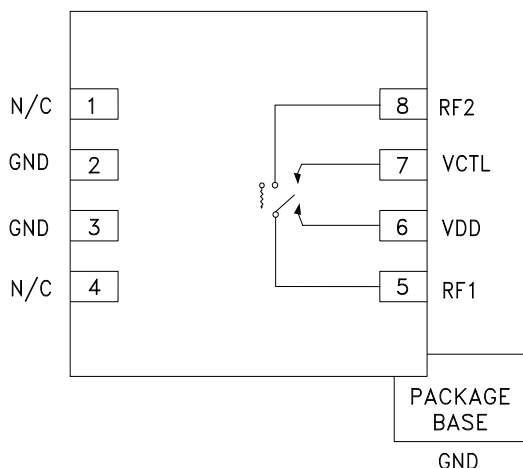 N/C 1
GND 2
GND 3
N/C 4
8 RF2
7 VCTL
6 VDD
5 RF1
PACKAGE
BASE
GND